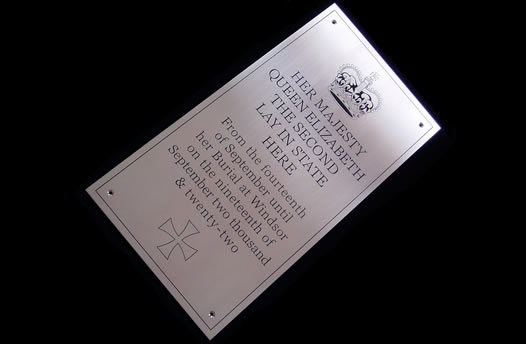 HER MAJESTY
QUEEN ELIZABETH
THE SECOND
LAY IN STATE
HERE
From the fourteenth
of September until
her Burial at Windsor
on the nineteenth of
September two thousand
& twenty-two